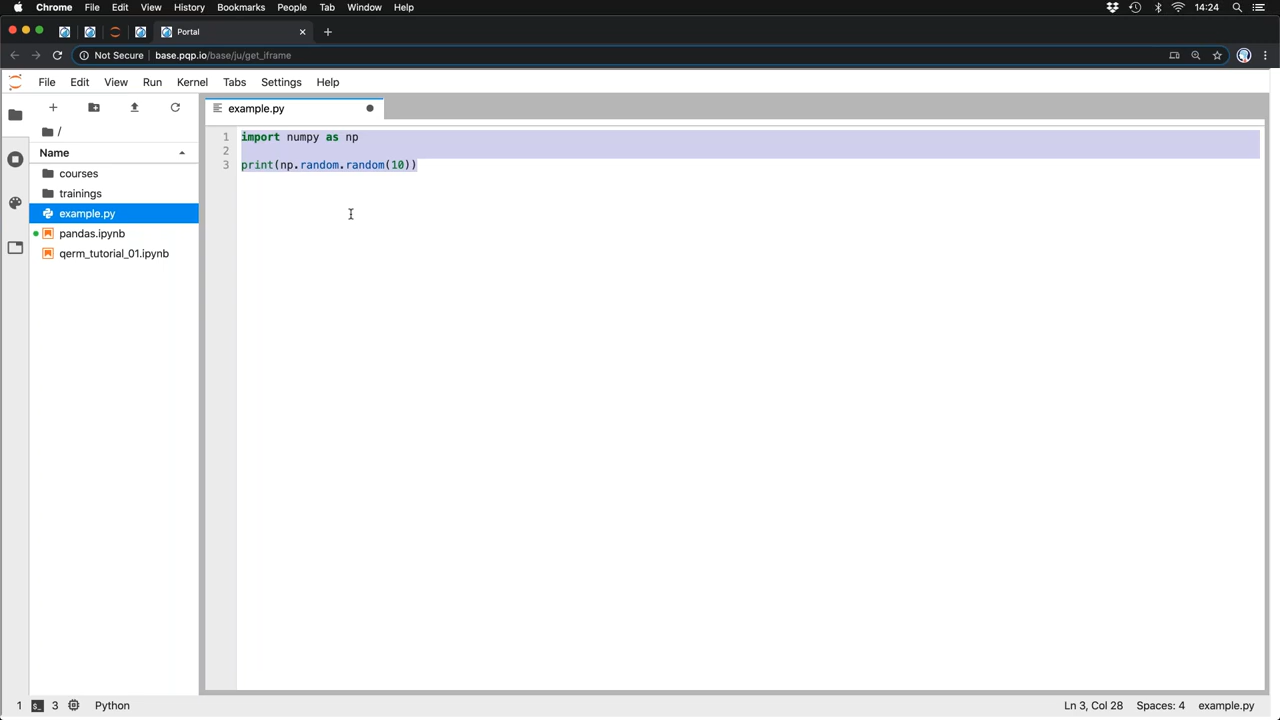 Chrome File Edit View History Bookmarks People Tab Window Help 14:24
Portal
Not Secure base.pqp.io/base/ju/get_iframe
File Edit View Run Kernel Tabs Settings Help
example.py
/
Name
courses
trainings
example.py
pandas.ipynb
qerm_tutorial_01.ipynb
1 import numpy as np
2
3 print(np.random.random(10))
1 s_ 3 Python Ln 3, Col 28 Spaces: 4 example.py